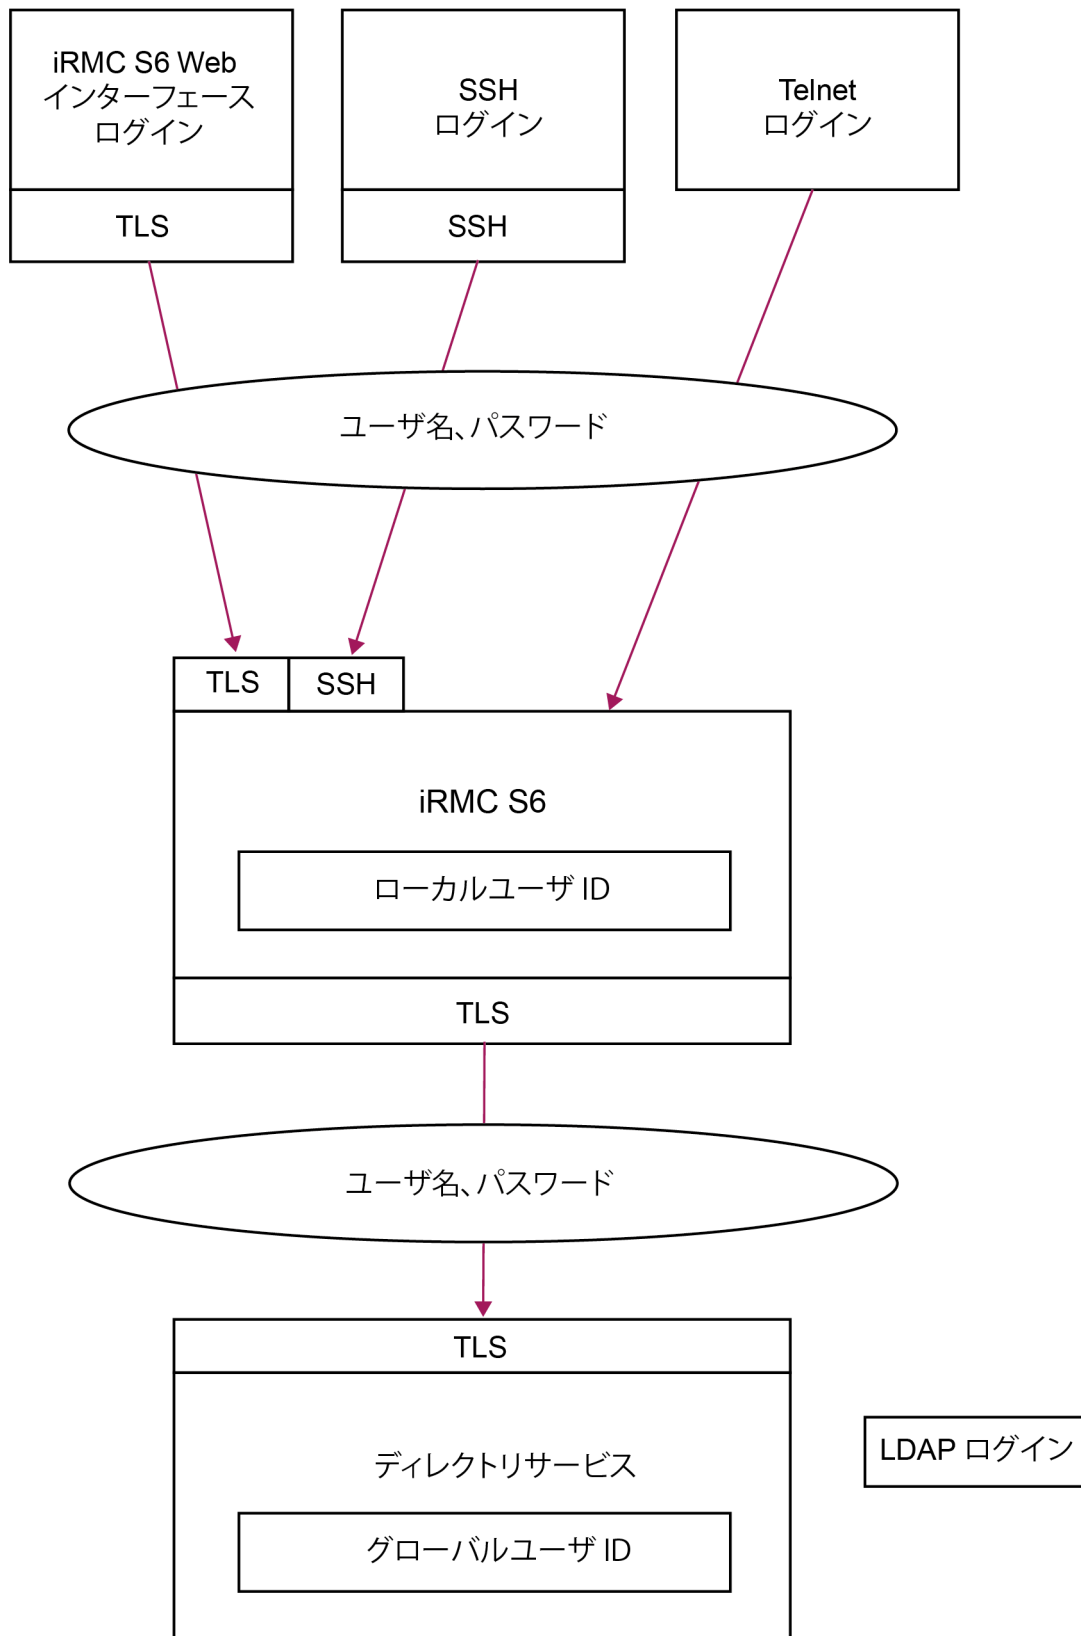 iRMC S6 Web
インターフェース
ログイン
TLS
SSH
ログイン
SSH
Telnet
ログイン
ユーザ名、パスワード
TLS
SSH
iRMC S6
ローカルユーザ ID
TLS
ユーザ名、パスワード
TLS
ディレクトリサービス
グローバルユーザ ID
LDAP ログイン